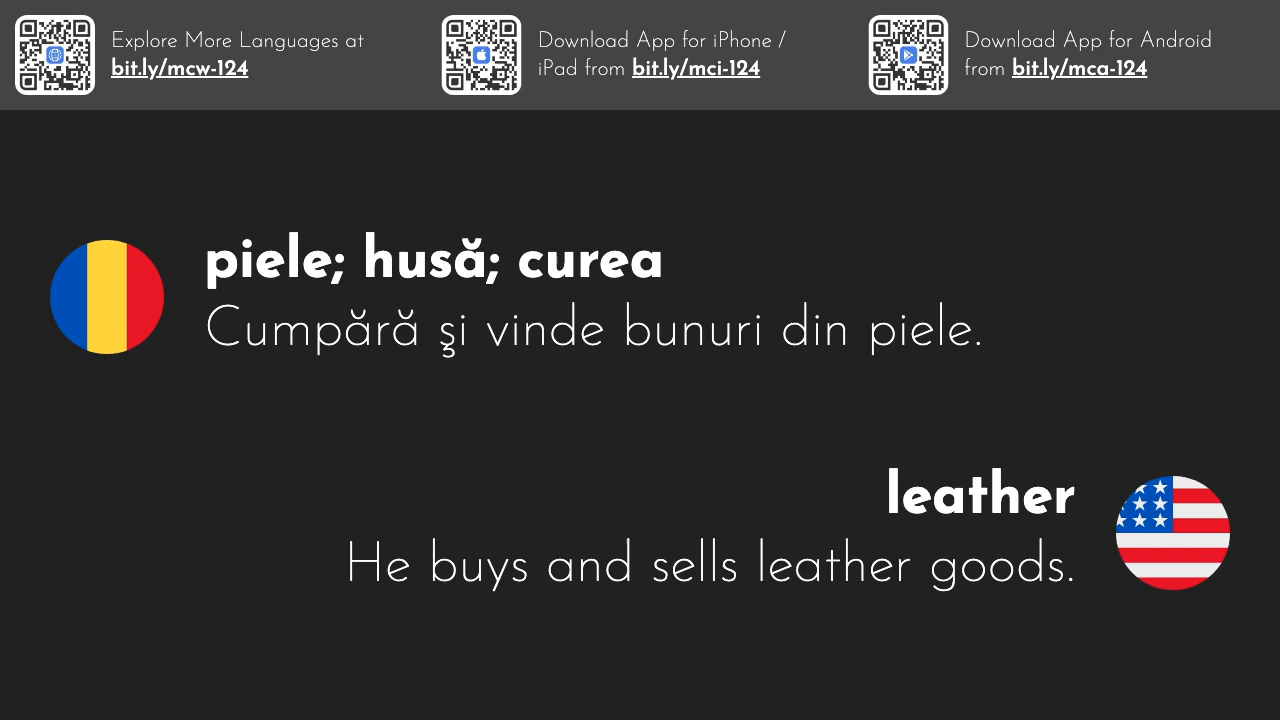 Explore More Languages at
bit.ly/mcw-124
Download App for iPhone /
iPad from bit.ly/mci-124
Download App for Android
from bit.ly/mca-124
piele; husă; curea
Cumpără şi vinde bunuri din piele.
leather
He buys and sells leather goods.